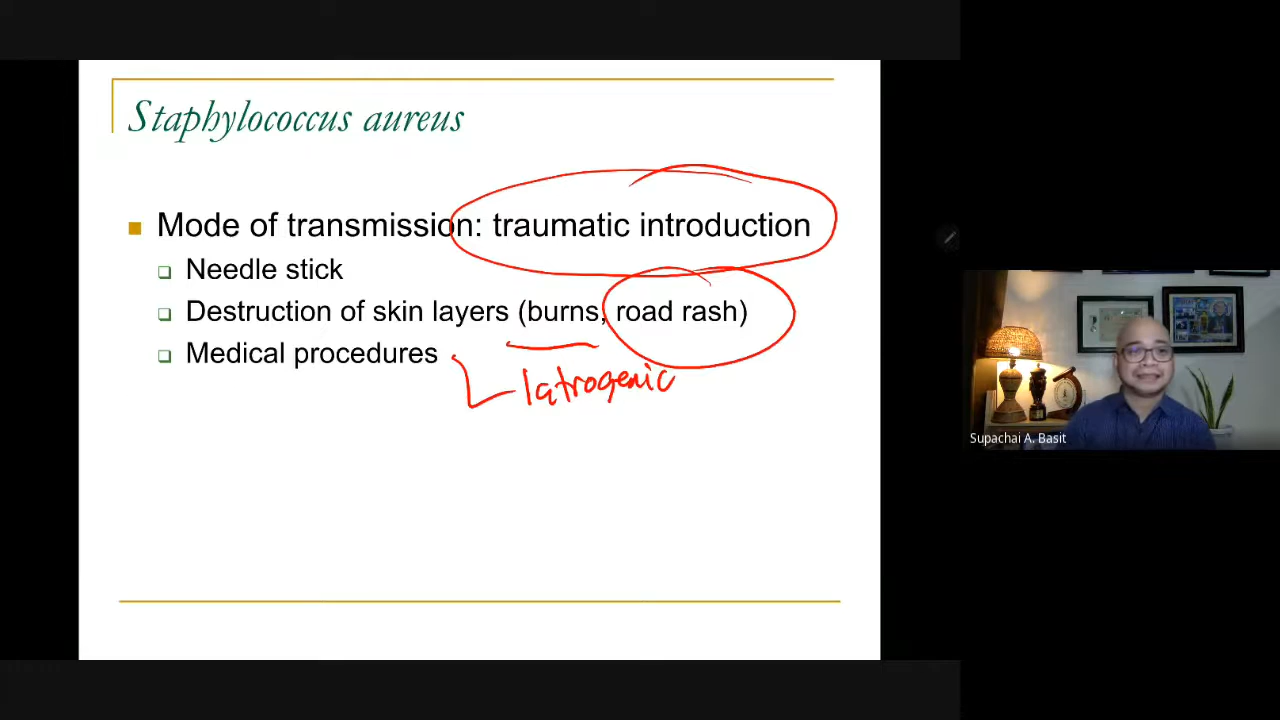 Staphylococcus aureus
Mode of transmission: traumatic introduction
Needle stick
Destruction of skin layers (burns, road rash)
Medical procedures
Iatrogenic
Supachai A. Basit